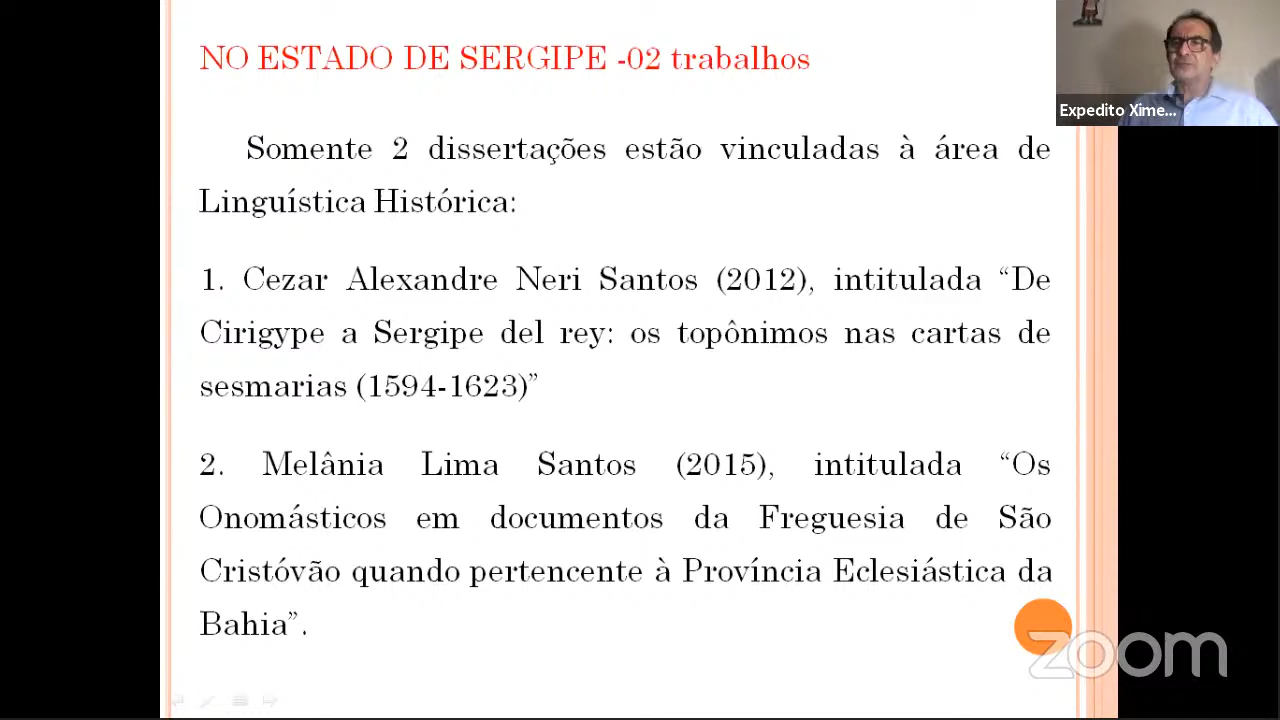 NO ESTADO DE SERGIPE -02 trabalhos
Expedito Xime...
Somente 2 dissertações estão vinculadas à área de
Linguística Histórica:
1. Cezar Alexandre Neri Santos (2012), intitulada “De
Cirigype a Sergipe del rey: os topônimos nas cartas de
sesmarias (1594-1623)”
2. Melânia Lima Santos (2015), intitulada “Os
Onomásticos em documentos da Freguesia de São
Cristóvão quando pertencente à Província Eclesiástica da
Bahia”.
zoom